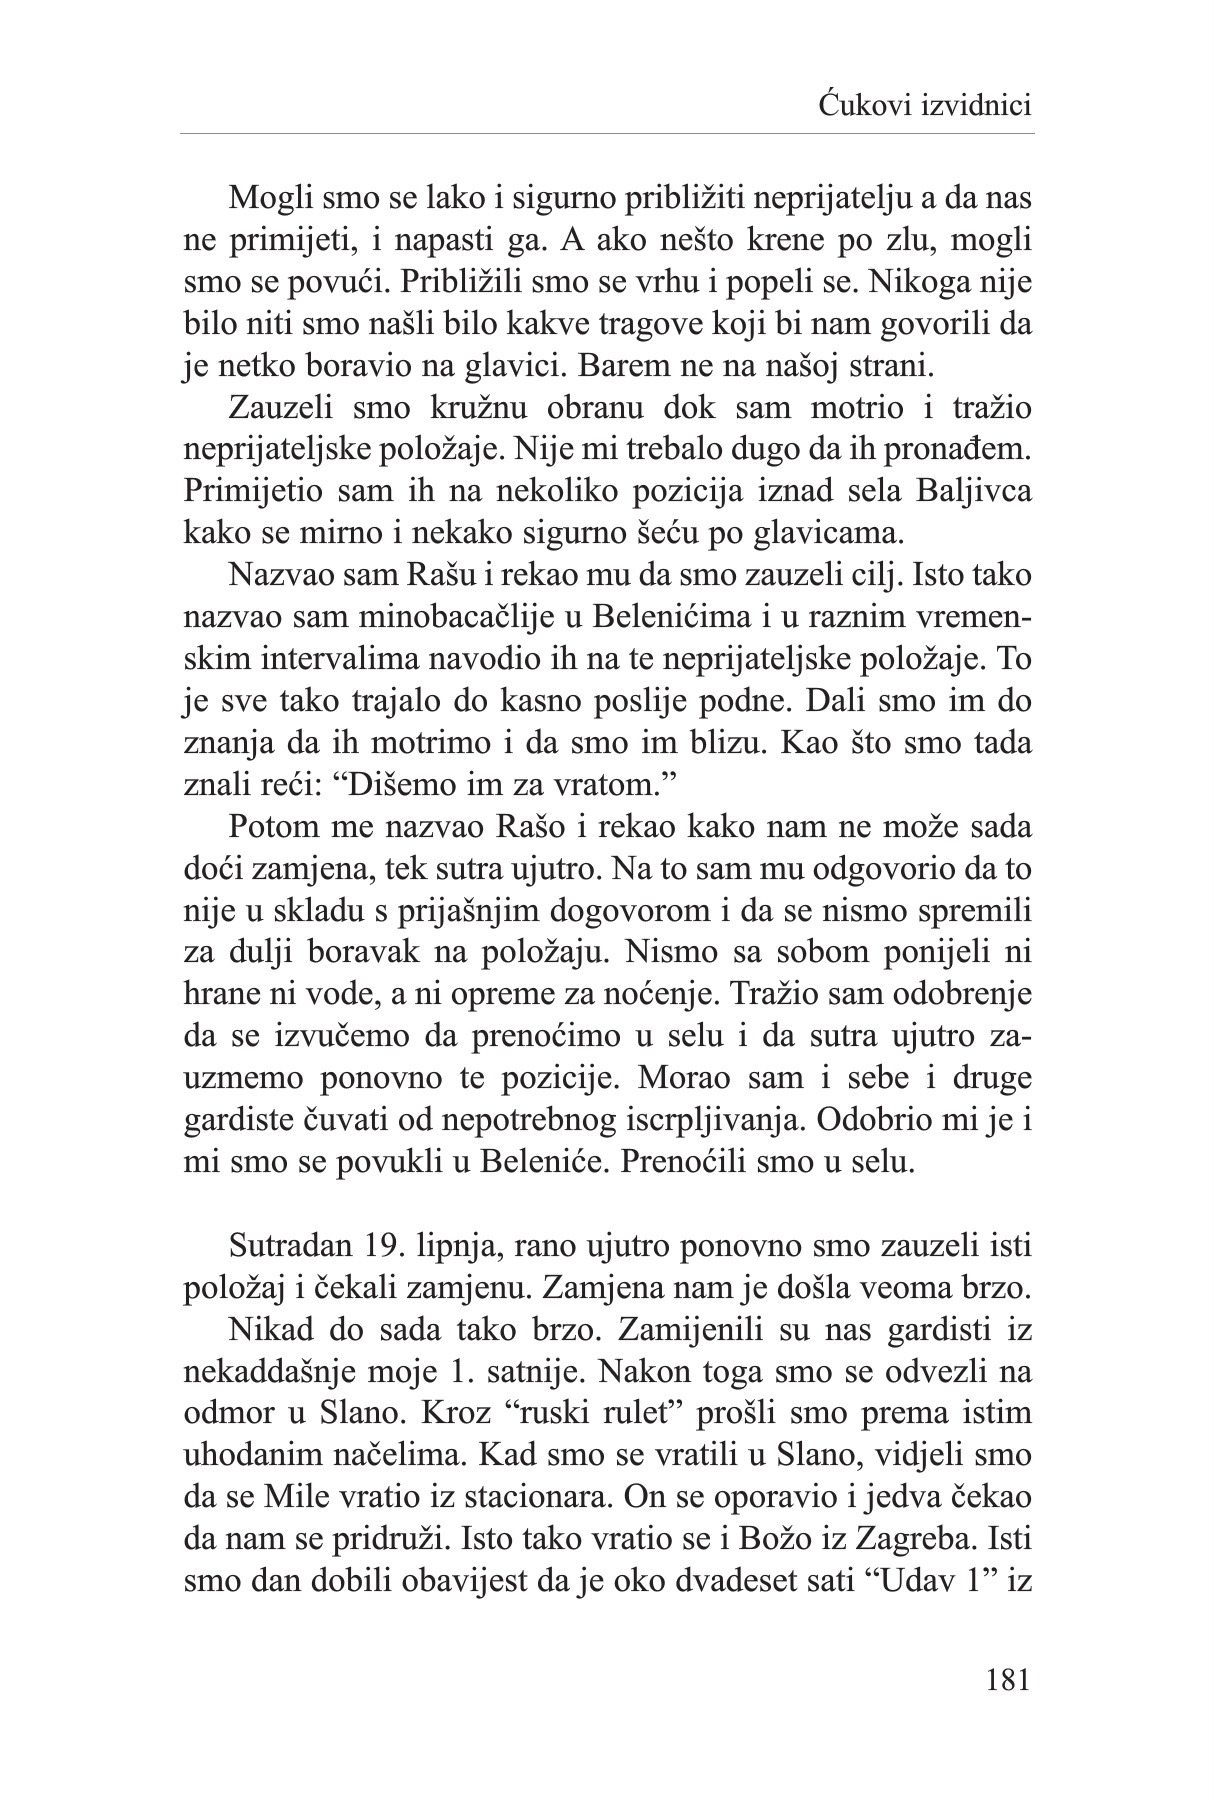 Ćukovi izvidnici
Mogli smo se lako i sigurno približiti neprijatelju a da nas
ne primijeti, i napasti ga. A ako nešto krene po zlu, mogli
smo se povući. Približili smo se vrhu i popeli se. Nikoga nije
bilo niti smo našli bilo kakve tragove koji bi nam govorili da
je netko boravio na glavici. Barem ne na našoj strani.
Zauzeli smo kružnu obranu dok sam motrio i tražio
neprijateljske položaje. Nije mi trebalo dugo da ih pronađem.
Primijetio sam ih na nekoliko pozicija iznad sela Baljivca
kako se mirno i nekako sigurno šeću po glavicama.
Nazvao sam Rašu i rekao mu da smo zauzeli cilj. Isto tako
nazvao sam minobacačlije u Belenićima i u raznim vremen-
skim intervalima navodio ih na te neprijateljske položaje. To
je sve tako trajalo do kasno poslije podne. Dali smo im do
znanja da ih motrimo i da smo im blizu. Kao što smo tada
znali reći: “Dišemo im za vratom.”
Potom me nazvao Rašo i rekao kako nam ne može sada
doći zamjena, tek sutra ujutro. Na to sam mu odgovorio da to
nije u skladu s prijašnjim dogovorom i da se nismo spremili
za dulji boravak na položaju. Nismo sa sobom ponijeli ni
hrane ni vode, a ni opreme za noćenje. Tražio sam odobrenje
da se izvučemo da prenoćimo u selu i da sutra ujutro za-
uzmemo ponovno te pozicije. Morao sam i sebe i druge
gardiste čuvati od nepotrebnog iscrpljivanja. Odobrio mi je i
mi smo se povukli u Beleniće. Prenoćili smo u selu.
Sutradan 19. lipnja, rano ujutro ponovno smo zauzeli isti
položaj i čekali zamjenu. Zamjena nam je došla veoma brzo.
Nikad do sada tako brzo. Zamijenili su nas gardisti iz
nekaddašnje moje 1. satnije. Nakon toga smo se odvezli na
odmor u Slano. Kroz “ruski rulet” prošli smo prema istim
uhodanim načelima. Kad smo se vratili u Slano, vidjeli smo
da se Mile vratio iz stacionara. On se oporavio i jedva čekao
da nam se pridruži. Isto tako vratio se i Božo iz Zagreba. Isti
smo dan dobili obavijest da je oko dvadeset sati “Udav 1” iz
181